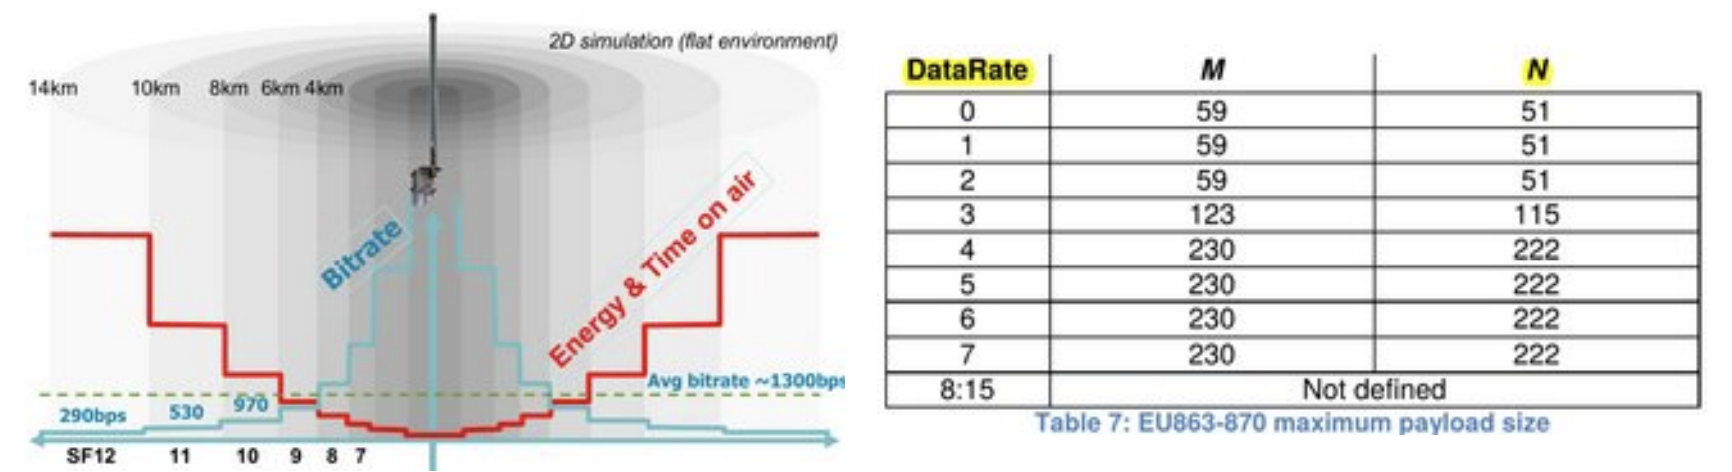 2D simulation (flat environment)
14km 10km 8km 6km 4km
Bitrate
Energy & Time on air
Avg bitrate ~1300bps
290bps 530 970
SF12 11 10 9 8 7
DataRate M N
0 59 51
1 59 51
2 59 51
3 123 115
4 230 222
5 230 222
6 230 222
7 230 222
8:15 Not defined
Table 7: EU863-870 maximum payload size